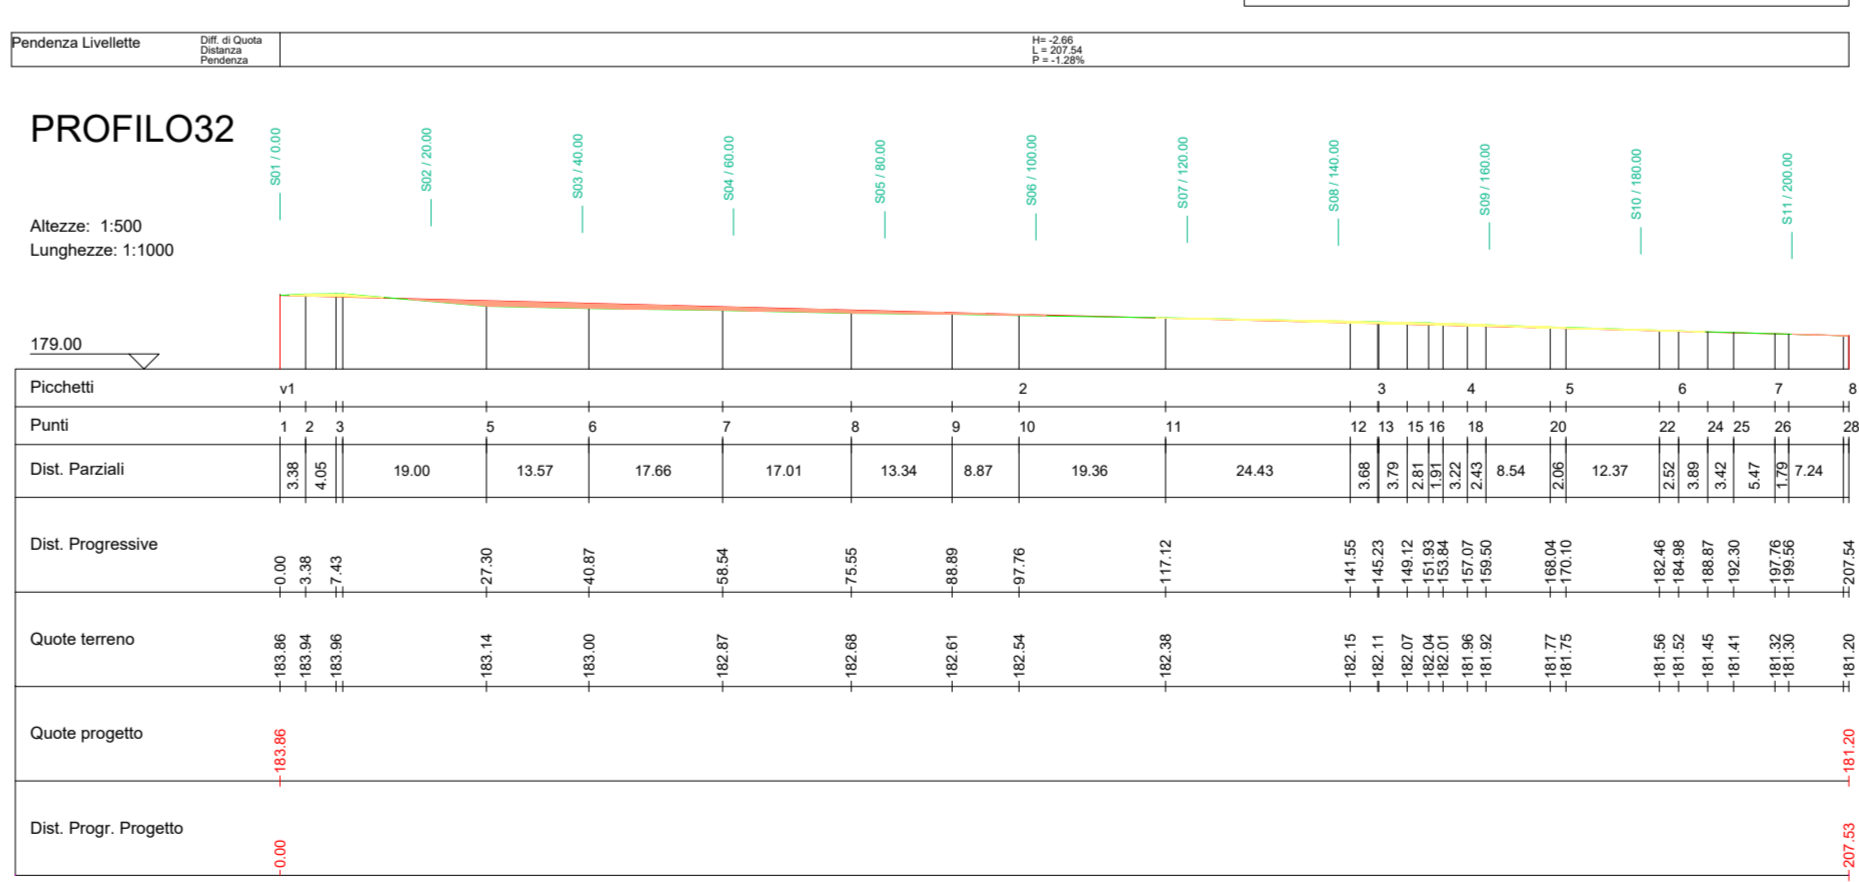 Pendenza Livellette
Diff. di Quota
Distanza
Pendenza
H= -2.66
L = 207.54
P = -1.28%
PROFILO32
S01 / 0.00
S02 / 20.00
S03 / 40.00
S04 / 60.00
S05 / 80.00
S06 / 100.00
S07 / 120.00
S08 / 140.00
S09 / 160.00
S10 / 180.00
S11 / 200.00
Altezze: 1:500
Lunghezze: 1:1000
179.00
Picchetti v1 2 3 4 5 6 7 8
Punti 1 2 3 5 6 7 8 9 10 11 12 13 15 16 18 20 22 24 25 26 28
Dist. Parziali 3.38 4.05 19.00 13.57 17.66 17.01 13.34 8.87 19.36 24.43 3.68 3.79 2.81 1.91 3.22 2.43 8.54 2.06 12.37 2.52 3.89 3.42 5.47 1.79 7.24
Dist. Progressive 0.00 3.38 7.43 27.30 40.87 58.54 75.55 88.89 97.76 117.12 141.55 145.23 149.12 151.93 153.84 157.07 159.50 168.04 170.10 182.46 184.98 188.87 192.30 197.76 199.56 207.54
Quote terreno 183.86 183.94 183.96 183.14 183.00 182.87 182.68 182.61 182.54 182.38 182.15 182.11 182.07 182.04 182.01 181.96 181.92 181.77 181.75 181.56 181.52 181.45 181.41 181.32 181.30 181.20
Quote progetto 183.86 181.20
Dist. Progr. Progetto 0.00 207.53